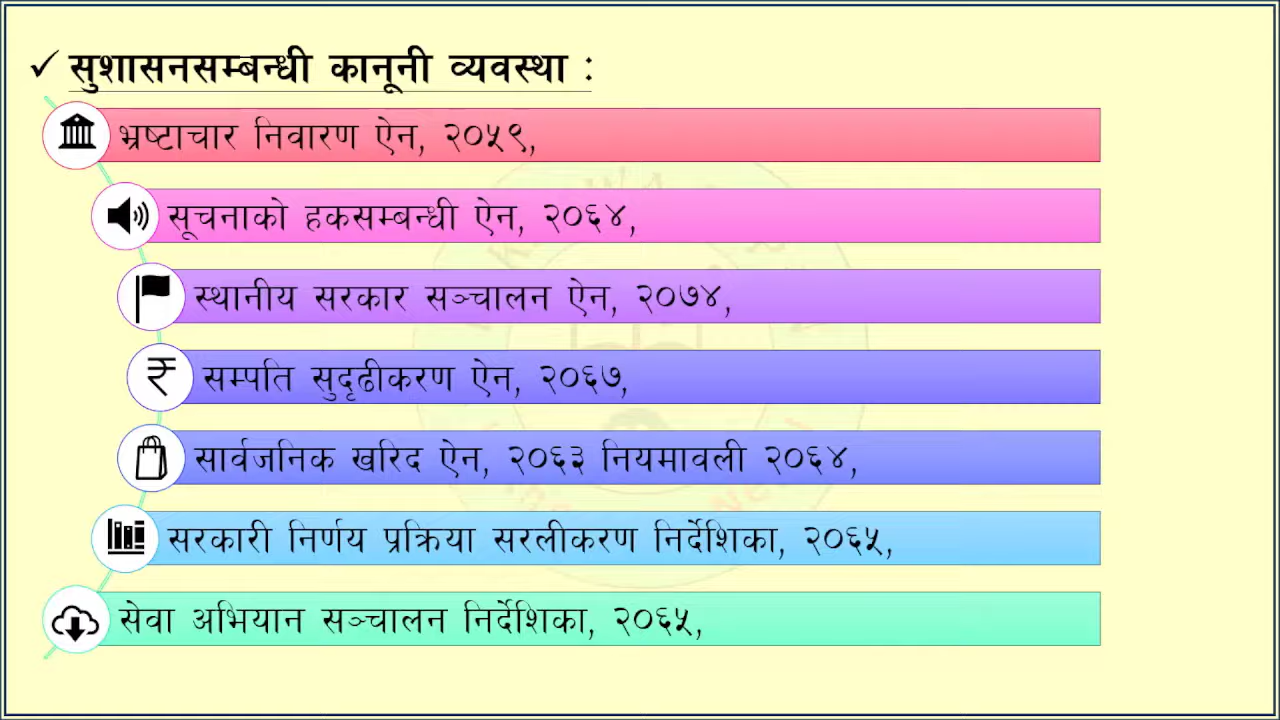 ✓ सुशासनसम्बन्धी कानूनी व्यवस्था :
भ्रष्टाचार निवारण ऐन, २०५९,
सूचनाको हकसम्बन्धी ऐन, २०६४,
स्थानीय सरकार सञ्चालन ऐन, २०७४,
सम्पति सुदृढीकरण ऐन, २०६७,
सार्वजनिक खरिद ऐन, २०६३ नियमावली २०६४,
सरकारी निर्णय प्रक्रिया सरलीकरण निर्देशिका, २०६५,
सेवा अभियान सञ्चालन निर्देशिका, २०६५,